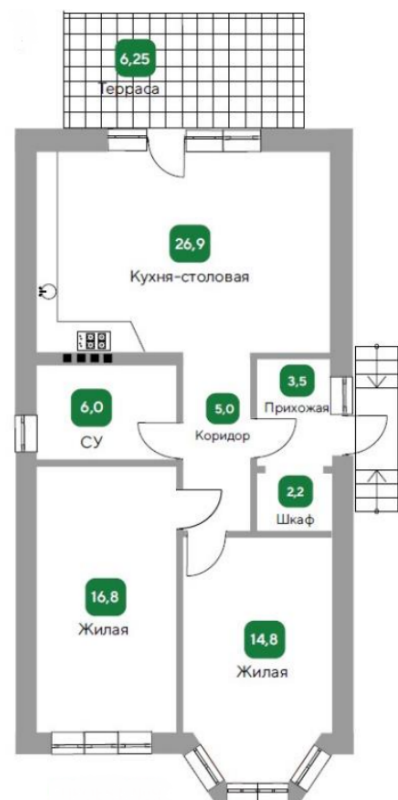 6,25
Терраса
26,9
Кухня-столовая
3,5
Прихожая
6,0
СУ
5,0
Коридор
2,2
Шкаф
16,8
Жилая
14,8
Жилая